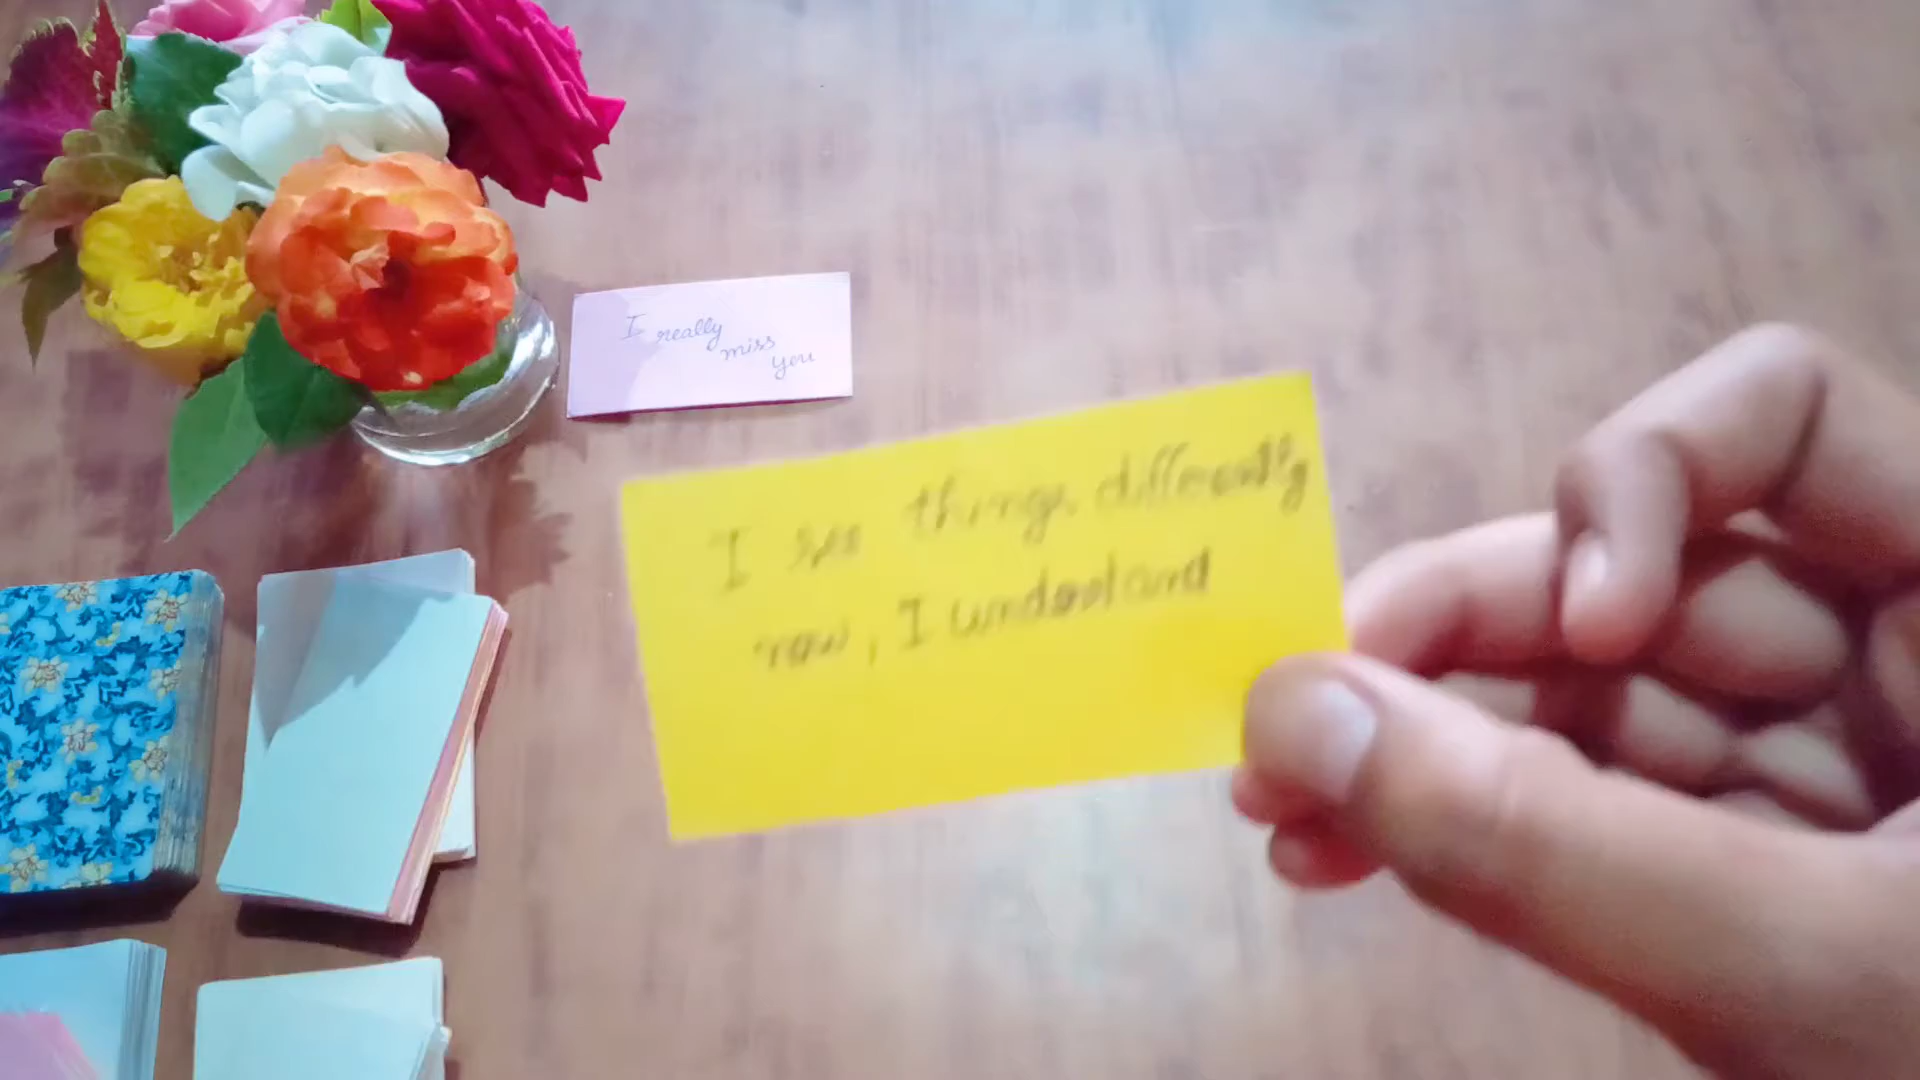 I really
miss
you
I see things differently
now, I understand